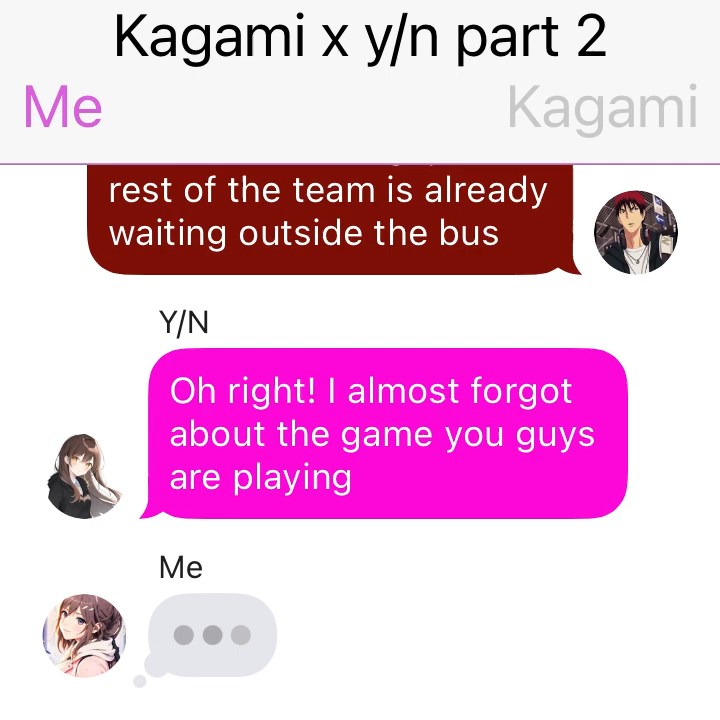 Kagami x y/n part 2
Me Kagami
rest of the team is already
waiting outside the bus
Y/N
Oh right! I almost forgot
about the game you guys
are playing
Me